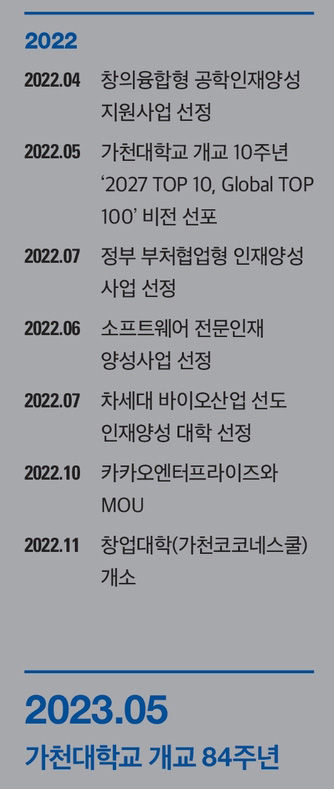 2022
2022.04 창의융합형 공학인재양성
지원사업 선정
2022.05 가천대학교 개교 10주년
‘2027 TOP 10, Global TOP
100’ 비전 선포
2022.07 정부 부처협업형 인재양성
사업 선정
2022.06 소프트웨어 전문인재
양성사업 선정
2022.07 차세대 바이오산업 선도
인재양성 대학 선정
2022.10 카카오엔터프라이즈와
MOU
2022.11 창업대학(가천코코네스쿨)
개소
2023.05
가천대학교 개교 84주년